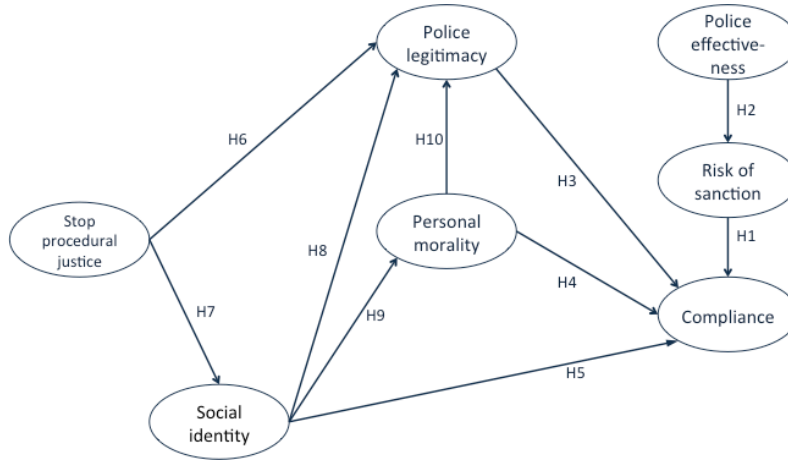 Police
legitimacy
Police
effective-
ness
H2
H6
H10
Risk of
sanction
H3
Stop
procedural
justice
Personal
morality
H1
H8
H4
H7
H9
Compliance
H5
Social
identity